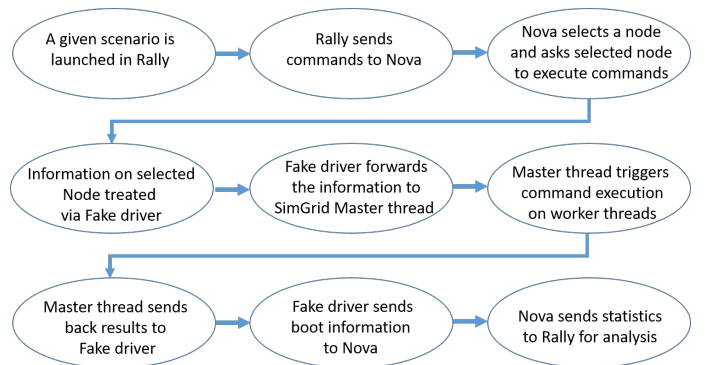 A given scenario is
launched in Rally
Rally sends
commands to Nova
Nova selects a node
and asks selected node
to execute commands
Information on selected
Node treated
via Fake driver
Fake driver forwards
the information to
SimGrid Master thread
Master thread triggers
command execution
on worker threads
Master thread sends
back results to
Fake driver
Fake driver sends
boot information
to Nova
Nova sends statistics
to Rally for analysis